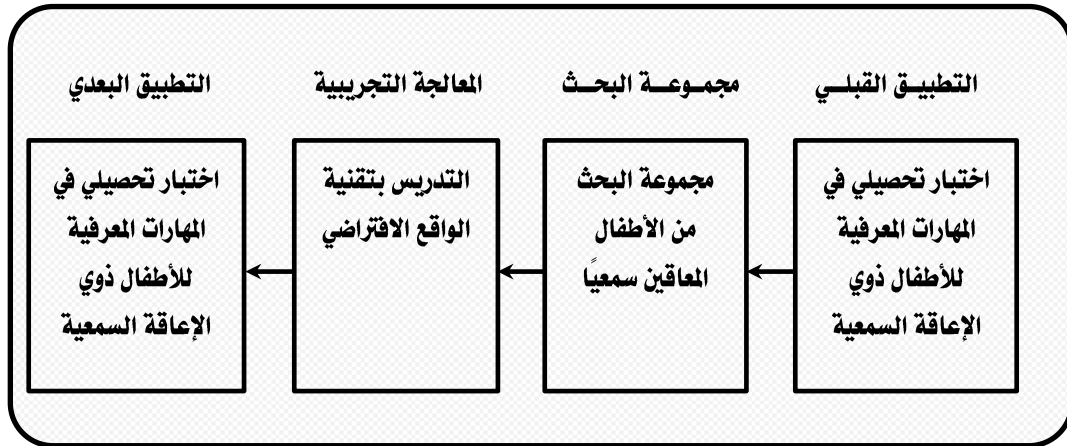 التطبيق القبلي
مجموعة البحث
المعالجة التجريبية
التطبيق البعدي
اختبار تحصيلي في
المهارات المعرفية
للأطفال ذوي
الإعاقة السمعية
مجموعة البحث
من الأطفال
المعاقين سمعيًا
التدريس بتقنية
الواقع الافتراضي
اختبار تحصيلي في
المهارات المعرفية
للأطفال ذوي
الإعاقة السمعية